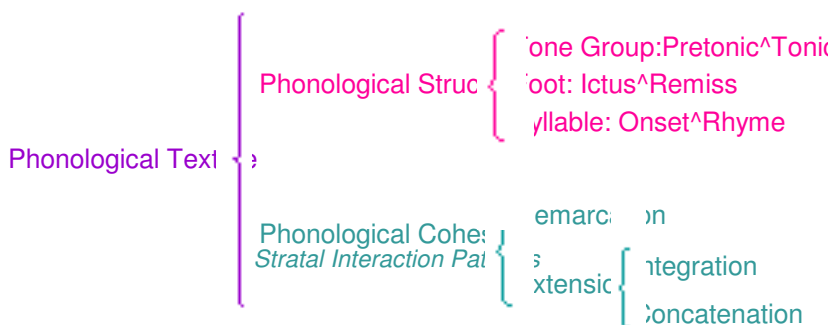 one Group:Pretonic^Tonic
Phonological Struc
oot: Ictus^Remiss
yllable: Onset^Rhyme
Phonological Text e
emarca on
Phonological Cohes
Stratal Interaction Pat s
ntegration
xtensio
Concatenation